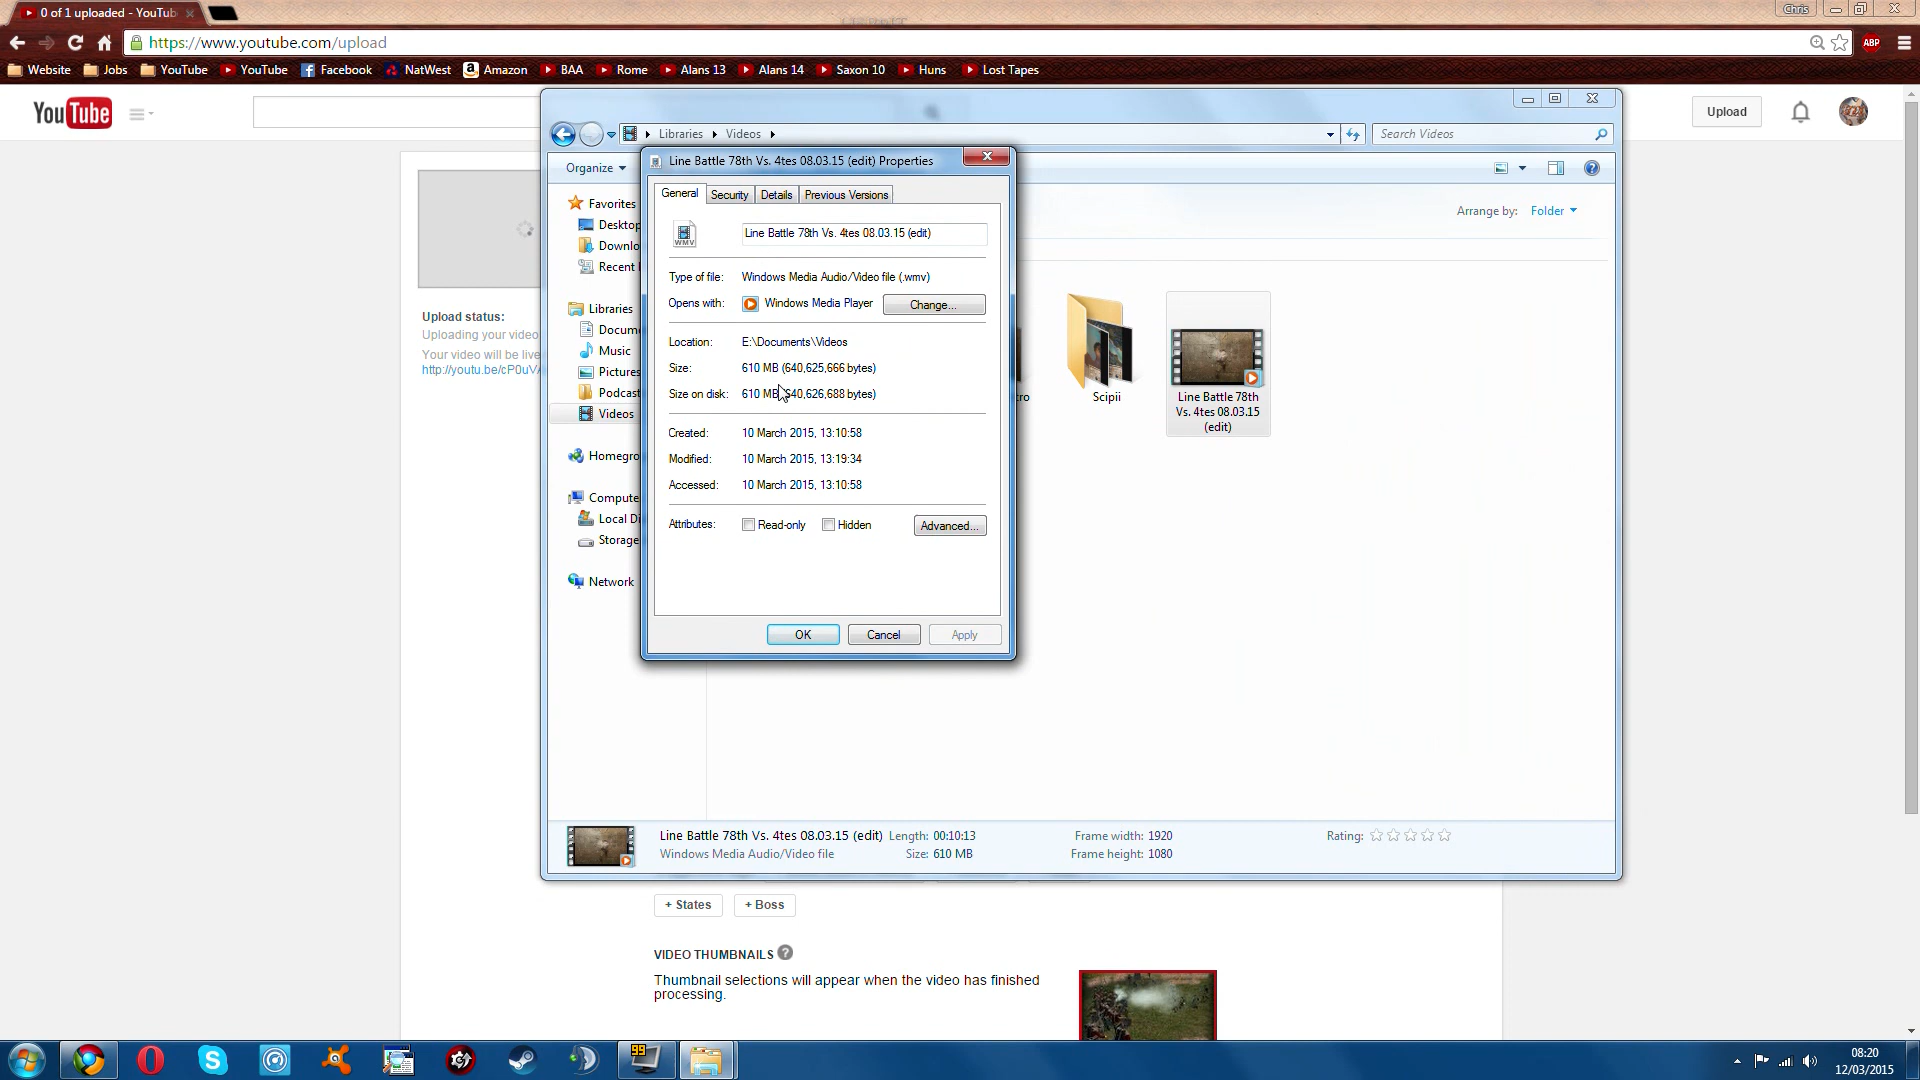 0 of 1 uploaded - YouTub
Chris
https://www.youtube.com/upload
ABP
Website Jobs YouTube YouTube Facebook NatWest Amazon BAA Rome Alans 13 Alans 14 Saxon 10 Huns Lost Tapes
YouTube
Upload
Libraries Videos
Search Videos
Organize
Line Battle 78th Vs. 4tes 08.03.15 (edit) Properties
General Security Details Previous Versions
Arrange by: Folder
WMV
Line Battle 78th Vs. 4tes 08.03.15 (edit)
Type of file: Windows Media Audio/Video file (.wmv)
Opens with: Windows Media Player Change...
Location: E:\Documents\Videos
Size: 610 MB (640,625,666 bytes)
Size on disk: 610 MB 640,626,688 bytes)
Created: 10 March 2015, 13:10:58
Modified: 10 March 2015, 13:19:34
Accessed: 10 March 2015, 13:10:58
Attributes: Read-only Hidden Advanced...
OK Cancel Apply
Favorites
Desktop
Downlo
Recent
Libraries
Docum
Music
Pictures
Podcast
Videos
Homegro
Compute
Local Di
Storage
Network
Upload status:
Uploading your video
Your video will be live
http://youtu.be/cP0uV
ro
Scipii
Line Battle 78th
Vs. 4tes 08.03.15
(edit)
Line Battle 78th Vs. 4tes 08.03.15 (edit) Length: 00:10:13 Frame width: 1920 Rating:
Windows Media Audio/Video file Size: 610 MB Frame height: 1080
+ States + Boss
VIDEO THUMBNAILS ?
Thumbnail selections will appear when the video has finished
processing.
99
08:20
12/03/2015